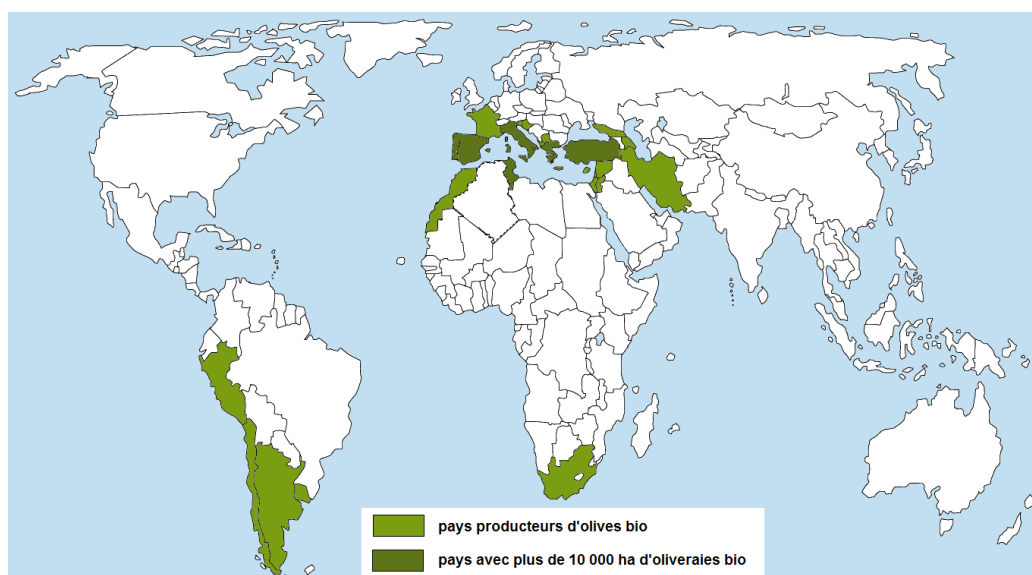 pays producteurs d'olives bio
pays avec plus de 10 000 ha d'oliveraies bio